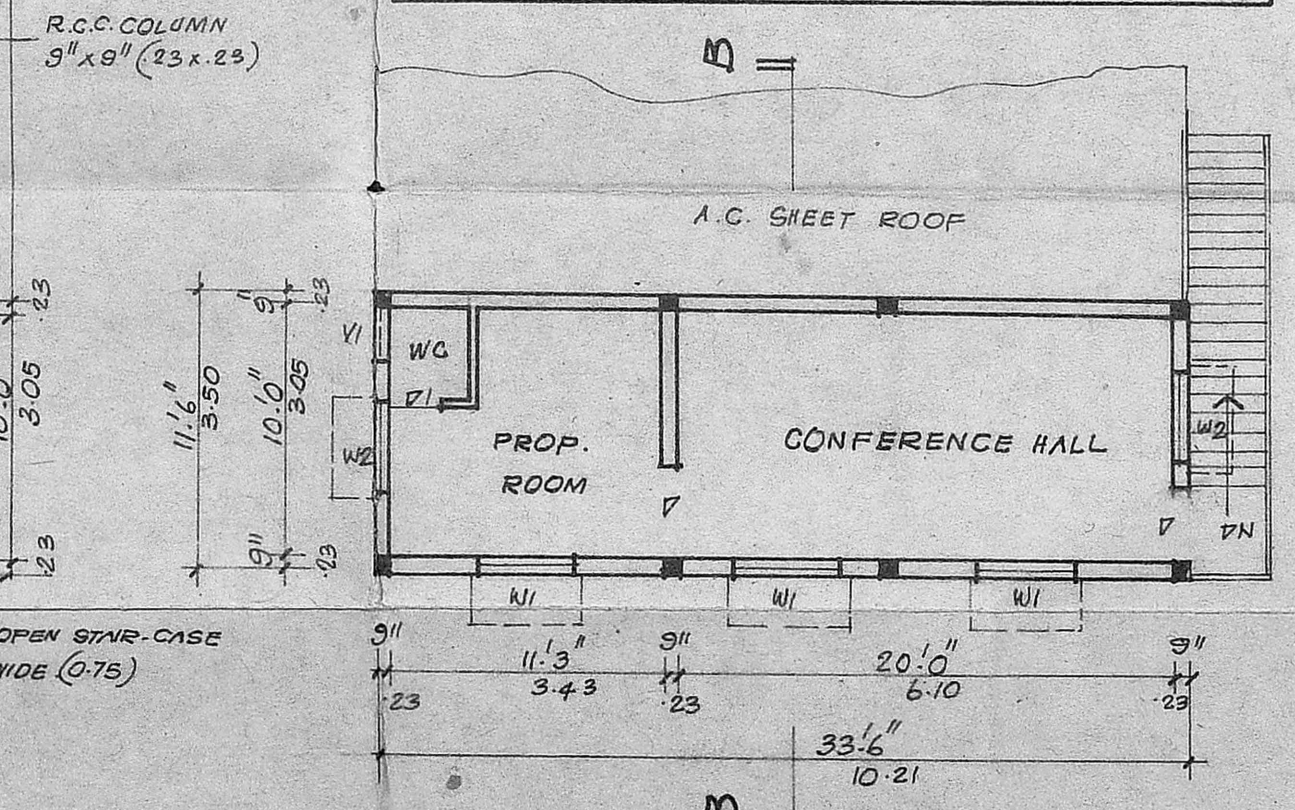 R.C.C. COLUMN
9"x9" (.23x.23)
B
A.C. SHEET ROOF
.23
3.05
.23
11'.6"
3.50
9"
10'.0"
9"
.23
3.05
.23
V1
WC
D1
W2
PROP.
ROOM
D
CONFERENCE HALL
W2
D
DN
W1
W1
W1
OPEN STAIR-CASE
WIDE (0.75)
9"
11'.3"
9"
20'.0"
9"
.23
3.43
.23
6.10
.23
33'.6"
10.21
B